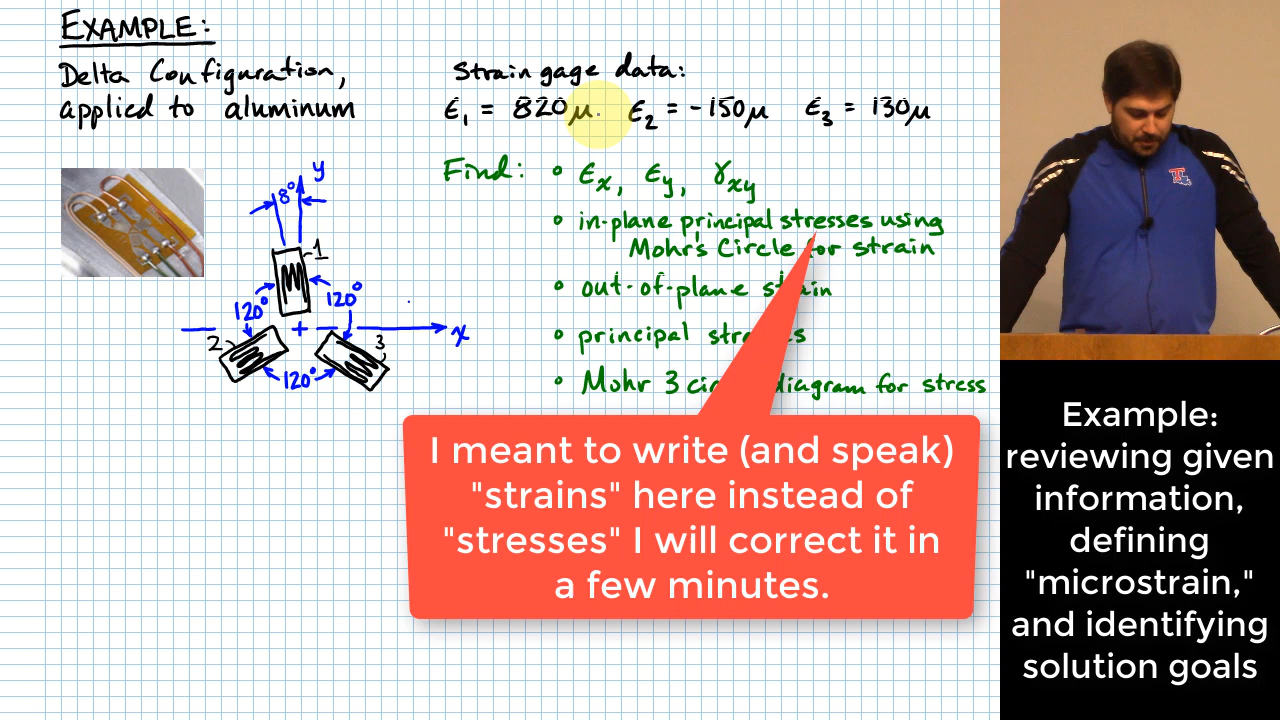 EXAMPLE:
Delta Configuration,
applied to aluminum
Strain gage data:
ϵ₁ = 820μ. ϵ₂ = -150μ ϵ₃ = 130μ
Find: • ϵx, ϵy, γxy
• in-plane principal stresses using
Mohr's Circle for strain
• out-of-plane strain
• principal
• Mohr 3 diagram for stress
y
8°
1
120° 120°
x
2 3
120°
I meant to write (and speak)
"strains" here instead of
"stresses" I will correct it in
a few minutes.
Example:
reviewing given
information,
defining
"microstrain,"
and identifying
solution goals